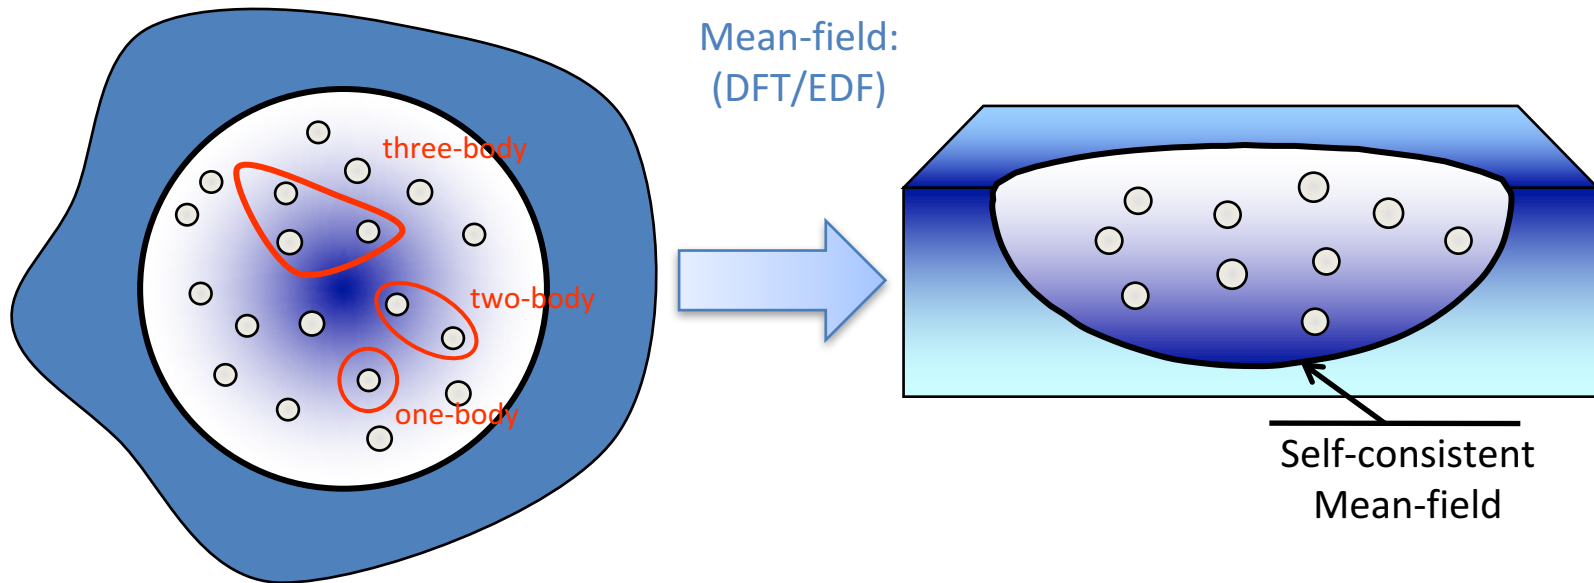 Mean-field:
(DFT/EDF)
three-body
two-body
one-body
Self-consistent
Mean-field